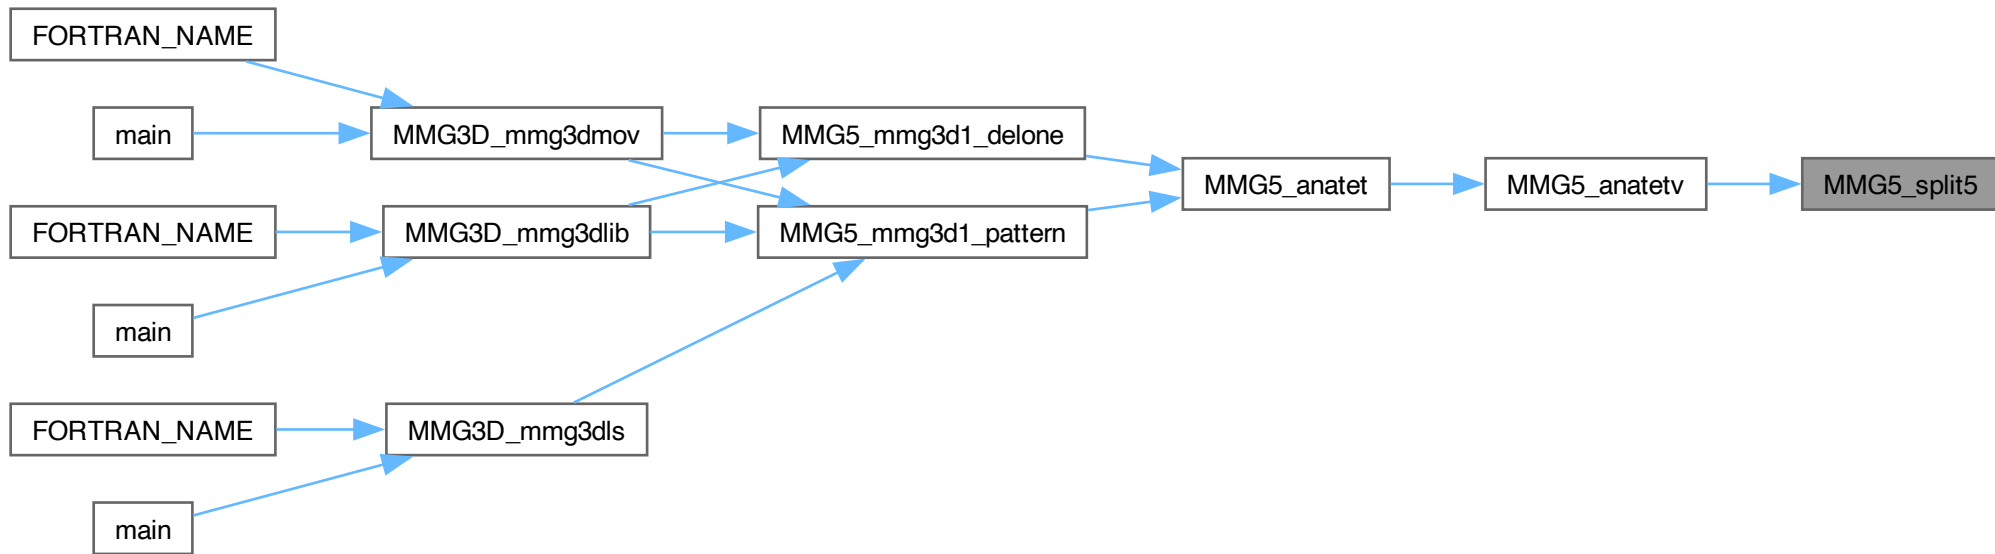 FORTRAN_NAME
main
MMG3D_mmg3dmov
MMG5_mmg3d1_delone
MMG5_anatet
MMG5_anatetv
MMG5_split5
FORTRAN_NAME
MMG3D_mmg3dlib
MMG5_mmg3d1_pattern
main
FORTRAN_NAME
MMG3D_mmg3dls
main